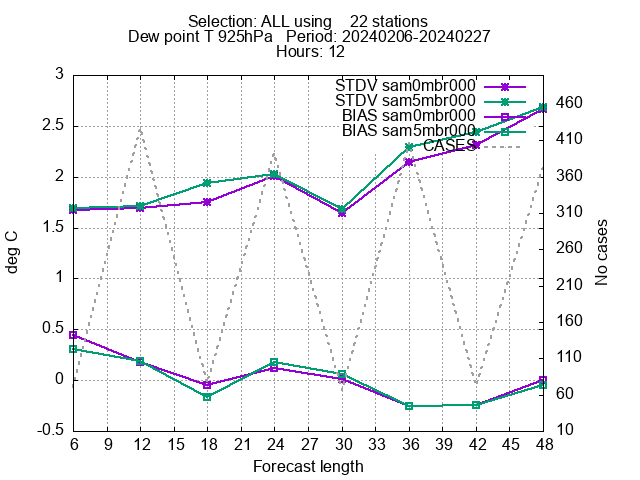 Selection: ALL using    22 stations
Dew point T 925hPa   Period: 20240206-20240227
Hours: 12
STDV sam0mbr000
STDV sam5mbr000
BIAS sam0mbr000
BIAS sam5mbr000
CASES
3
2.5
2
1.5
1
0.5
0
-0.5
deg C
460
410
360
310
260
210
160
110
60
10
No cases
6 9 12 15 18 21 24 27 30 33 36 39 42 45 48
Forecast length